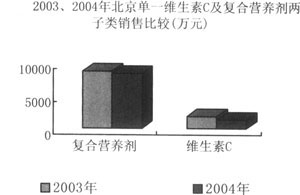 2003、2004年北京单一维生素C及复合营养剂两
子类销售比较(万元)
10000
5000
0
复合营养剂 维生素C
2003年 2004年